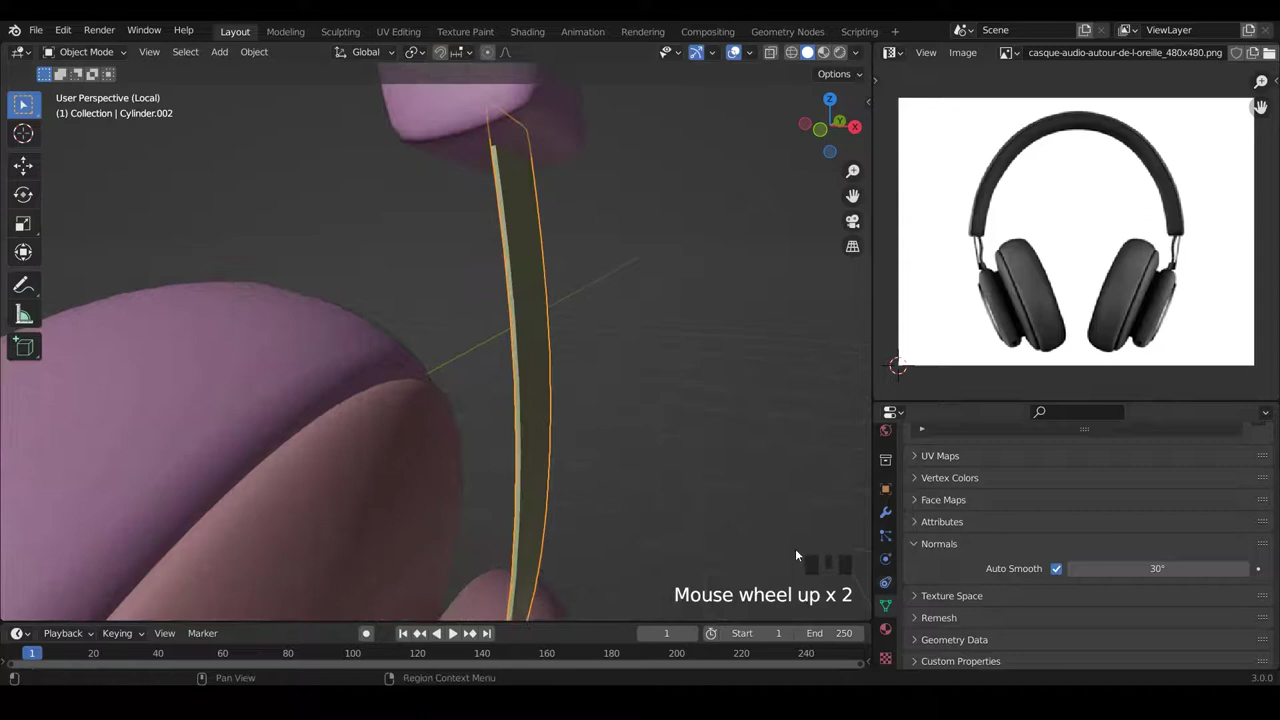 File Edit Render Window Help Layout Modeling Sculpting UV Editing Texture Paint Shading Animation Rendering Compositing Geometry Nodes Scripting + Scene ViewLayer
Object Mode View Select Add Object Global View Image casque-audio-autour-de-l-oreille_480x480.png
Options
User Perspective (Local)
(1) Collection | Cylinder.002
Z
Y
X
UV Maps
Vertex Colors
Face Maps
Attributes
Normals
Auto Smooth 30°
Mouse wheel up x 2
Texture Space
Remesh
Playback Keying View Marker 1 Start 1 End 250
Geometry Data
1 20 40 60 80 100 120 140 160 180 200 220 240
Custom Properties
Pan View Region Context Menu 3.0.0